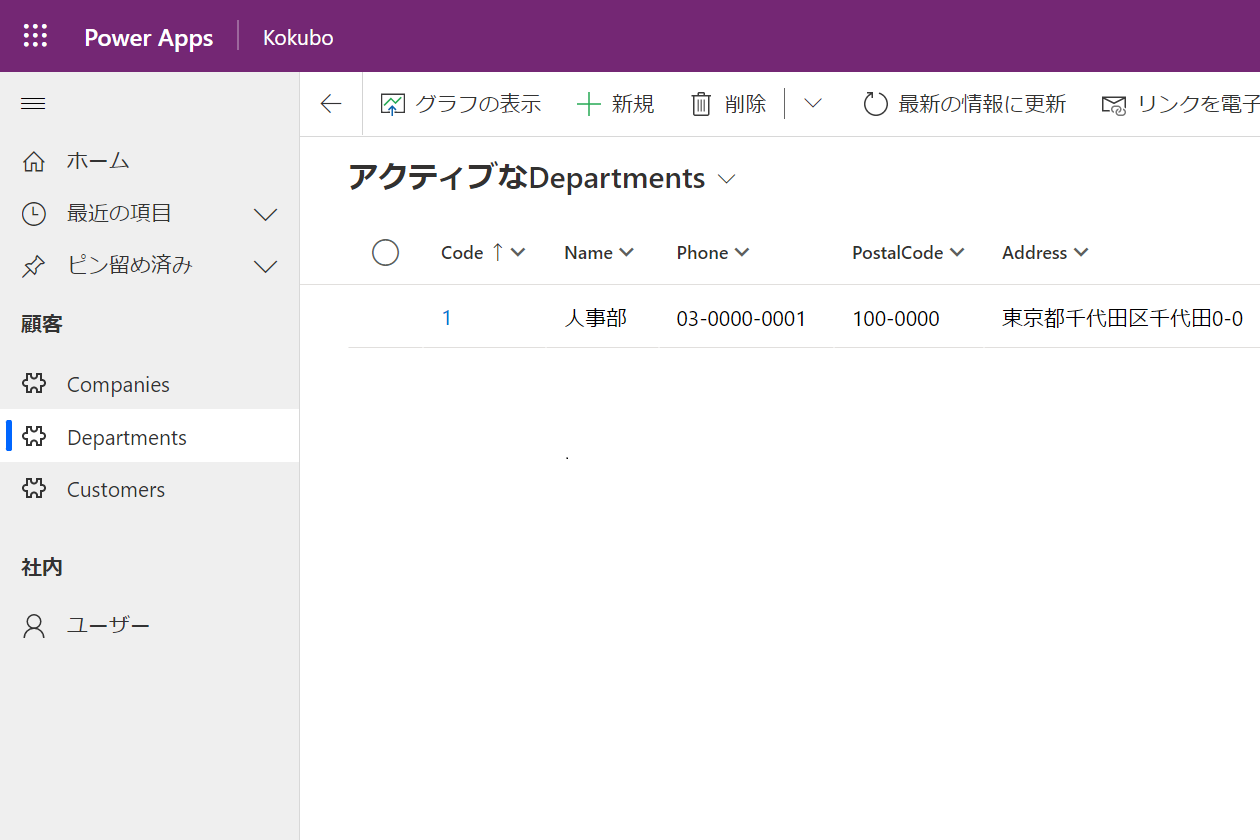 Power Apps Kokubo
グラフの表示 新規 削除 最新の情報に更新 リンクを電子
ホーム
最近の項目
ピン留め済み
顧客
Companies
Departments
Customers
社内
ユーザー
アクティブなDepartments
Code Name Phone PostalCode Address
1 人事部 03-0000-0001 100-0000 東京都千代田区千代田0-0